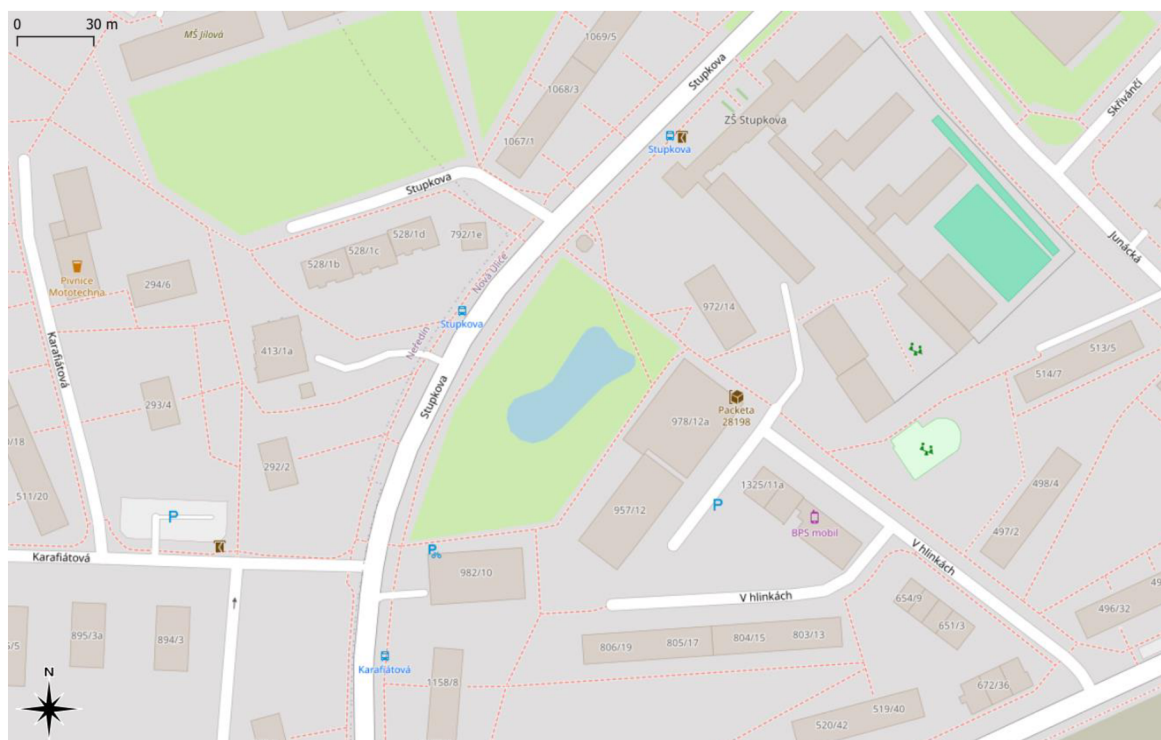 0 30 m
MŠ Jílová
1069/5
1068/3
1067/1
Stupkova
Skřivánčí
ZŠ Stupkova
Stupkova
Stupkova
528/1d
792/1e
528/1c
528/1b
Nová Ulice
Junácká
Pivnice
Mototechna
294/6
Neředín
Stupkova
972/14
Karafiátová
413/1a
513/5
514/7
Stupkova
293/4
Packeta
28198
978/12a
292/2
511/20
P
957/12
P
1325/11a
BPS mobil
498/4
497/2
Karafiátová
P
982/10
V hlinkách
V hlinkách
654/9
651/3
496/32
895/3a
894/3
806/19
805/17
804/15
803/13
Karafiátová
1158/8
672/36
519/40
520/42
N